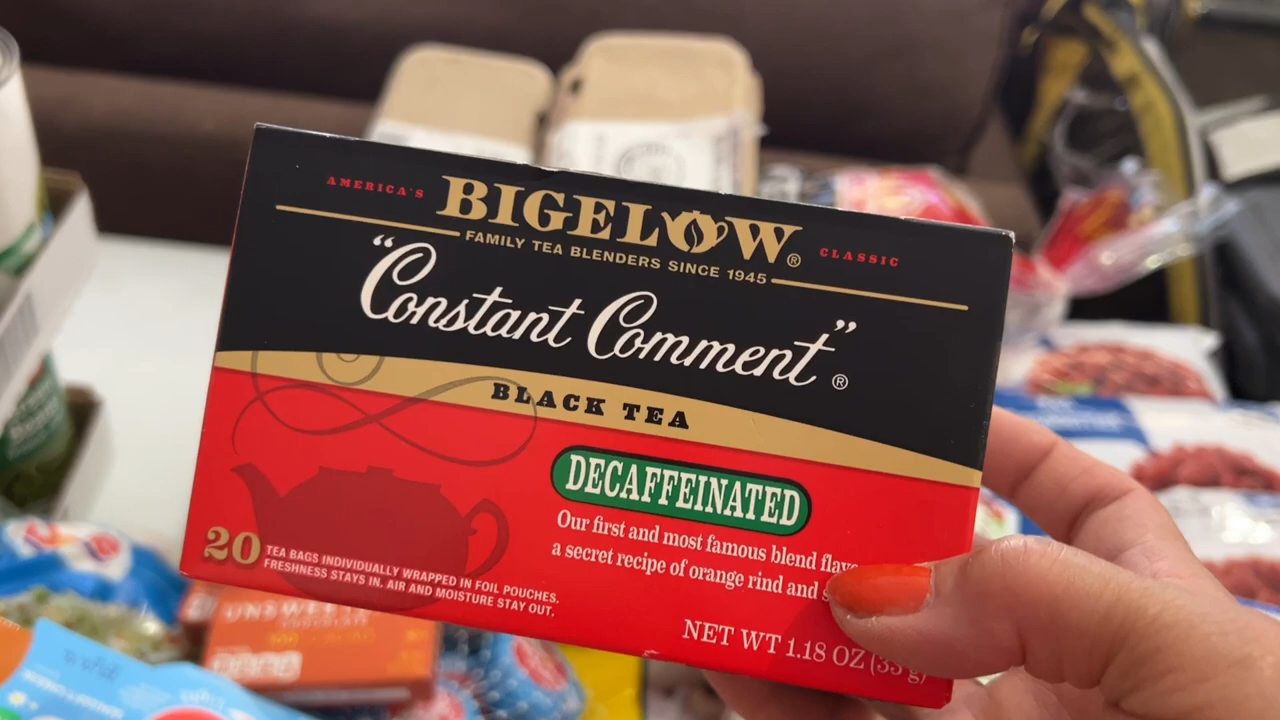 AMERICA'S BIGELOW® CLASSIC
FAMILY TEA BLENDERS SINCE 1945
"Constant Comment"®
BLACK TEA
DECAFFEINATED
Our first and most famous blend
a secret recipe of orange rind and
20 TEA BAGS INDIVIDUALLY WRAPPED IN FOIL POUCHES.
FRESHNESS STAYS IN. AIR AND MOISTURE STAY OUT.
NET WT 1.18 OZ (33 g)
UNSWEET